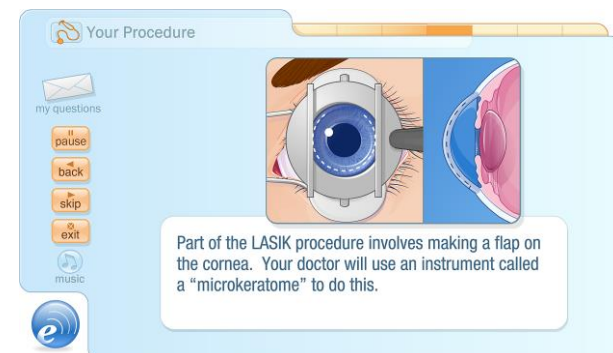 Your Procedure
my questions
pause
back
skip
exit
music
Part of the LASIK procedure involves making a flap on
the cornea.  Your doctor will use an instrument called
a “microkeratome” to do this.
e